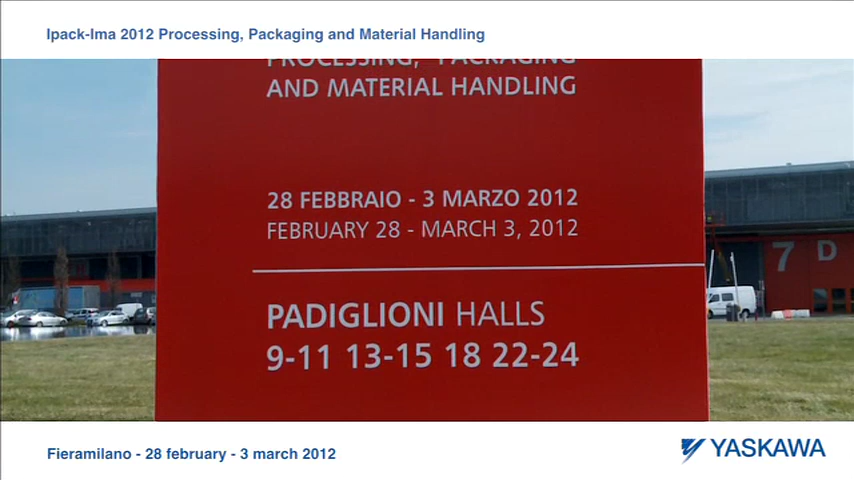 Ipack-Ima 2012 Processing, Packaging and Material Handling
PROCESSING, PACKAGING
AND MATERIAL HANDLING
28 FEBBRAIO - 3 MARZO 2012
FEBRUARY 28 - MARCH 3, 2012
7 D
PADIGLIONI HALLS
9-11 13-15 18 22-24
Fieramilano - 28 february - 3 march 2012
YASKAWA